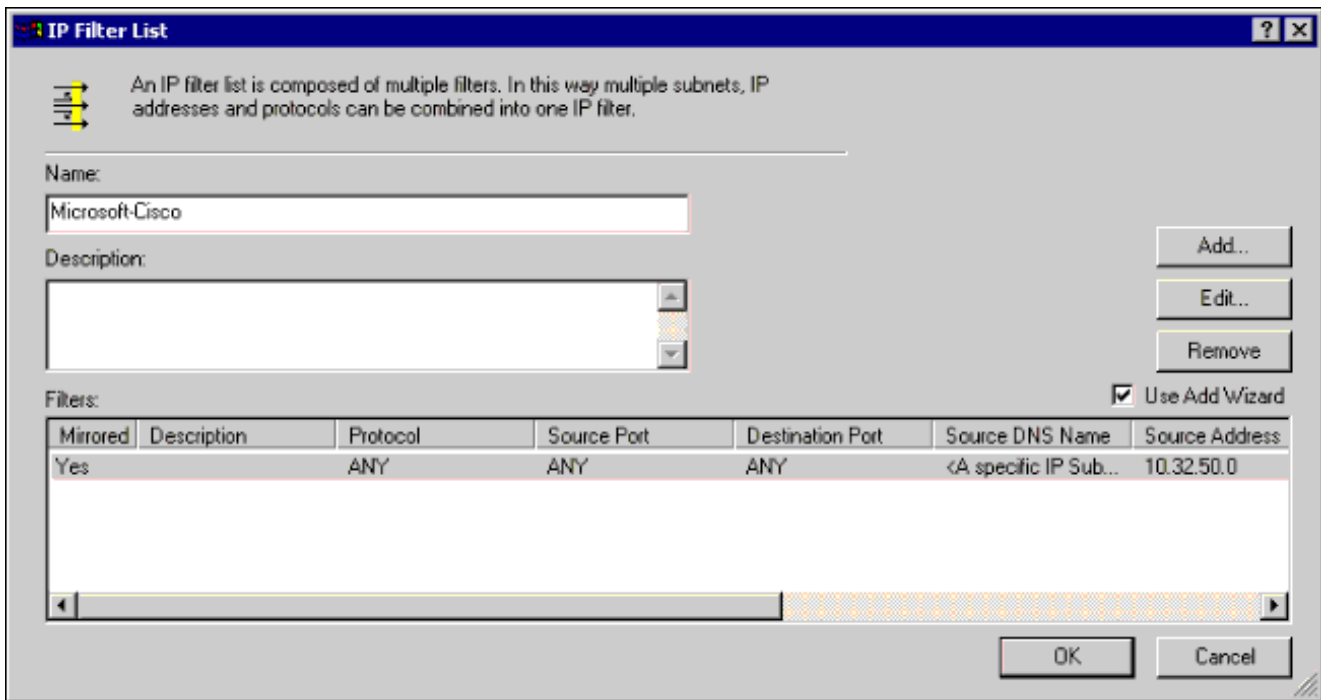 IP Filter List
An IP filter list is composed of multiple filters. In this way multiple subnets, IP
addresses and protocols can be combined into one IP filter.
Name:
Microsoft-Cisco
Add...
Description:
Edit...
Remove
Filters:
Use Add Wizard
Mirrored Description Protocol Source Port Destination Port Source DNS Name Source Address
Yes ANY ANY ANY <A specific IP Sub... 10.32.50.0
OK Cancel